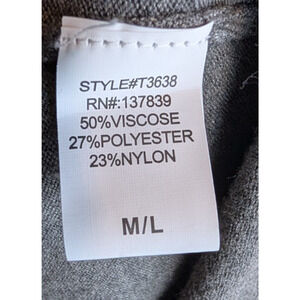 STYLE#T3638
RN#:137839
50%VISCOSE
27%POLYESTER
23%NYLON
M/L